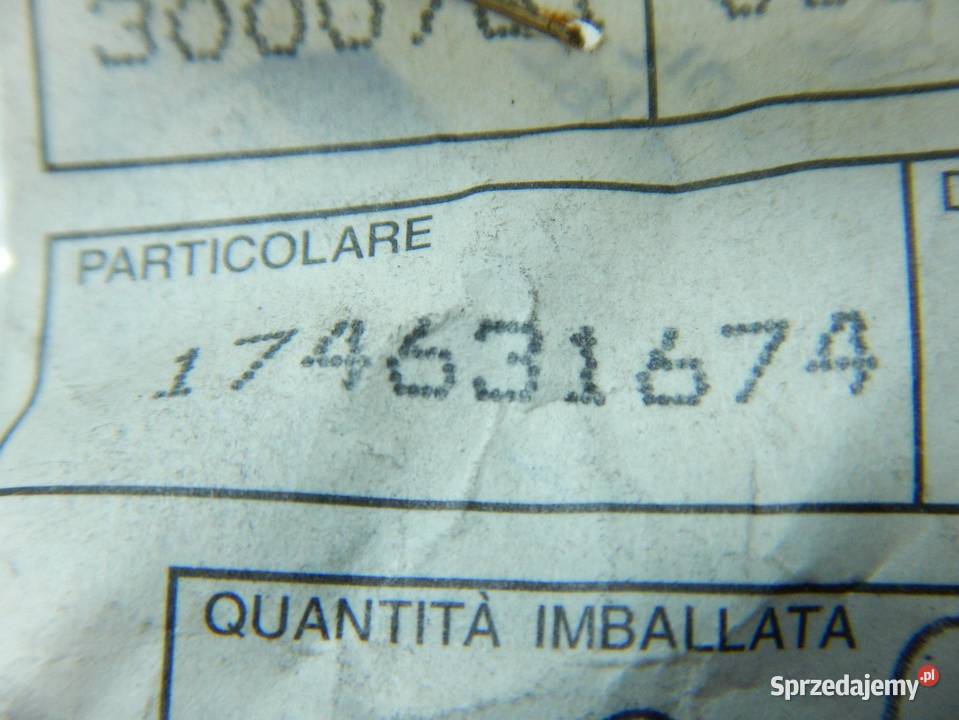 PARTICOLARE
174631674
QUANTITÀ IMBALLATA
Sprzedajemy.pl